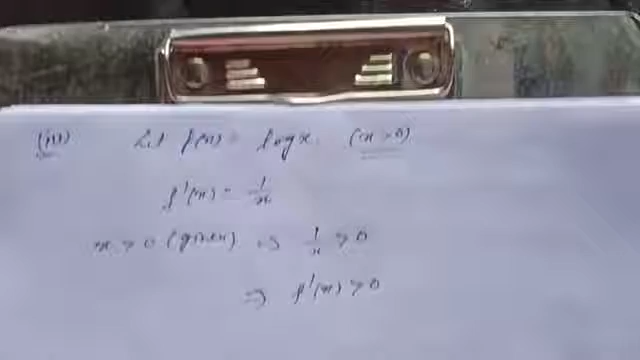 (iii) Let f(x) = log x, (x > 0)
f'(x) = 1/x
x > 0 (given) ⇒ 1/x > 0
⇒ f'(x) > 0